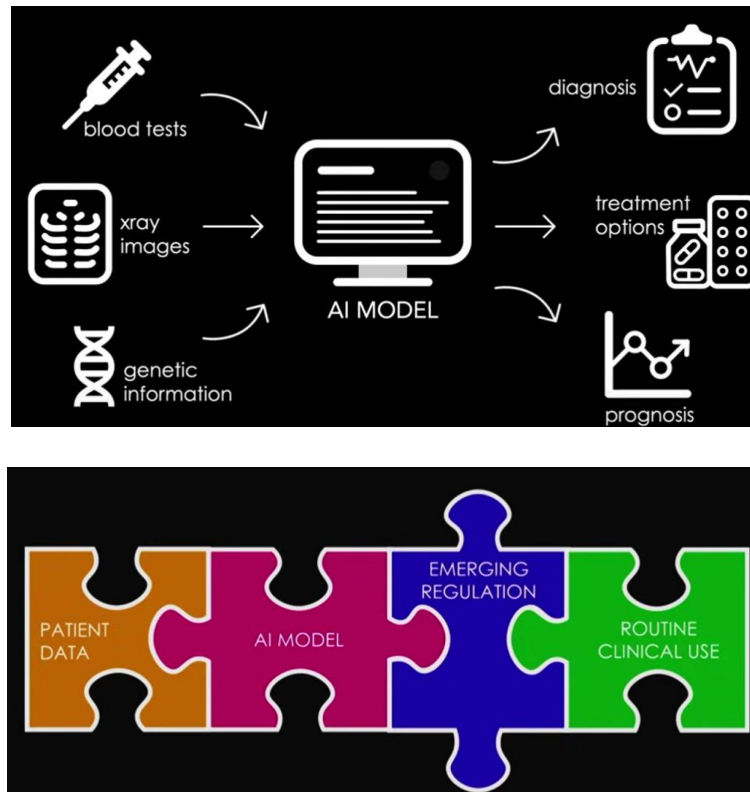 blood tests
xray
images
genetic
information
AI MODEL
diagnosis
treatment
options
prognosis
PATIENT
DATA
AI MODEL
EMERGING
REGULATION
ROUTINE
CLINICAL USE